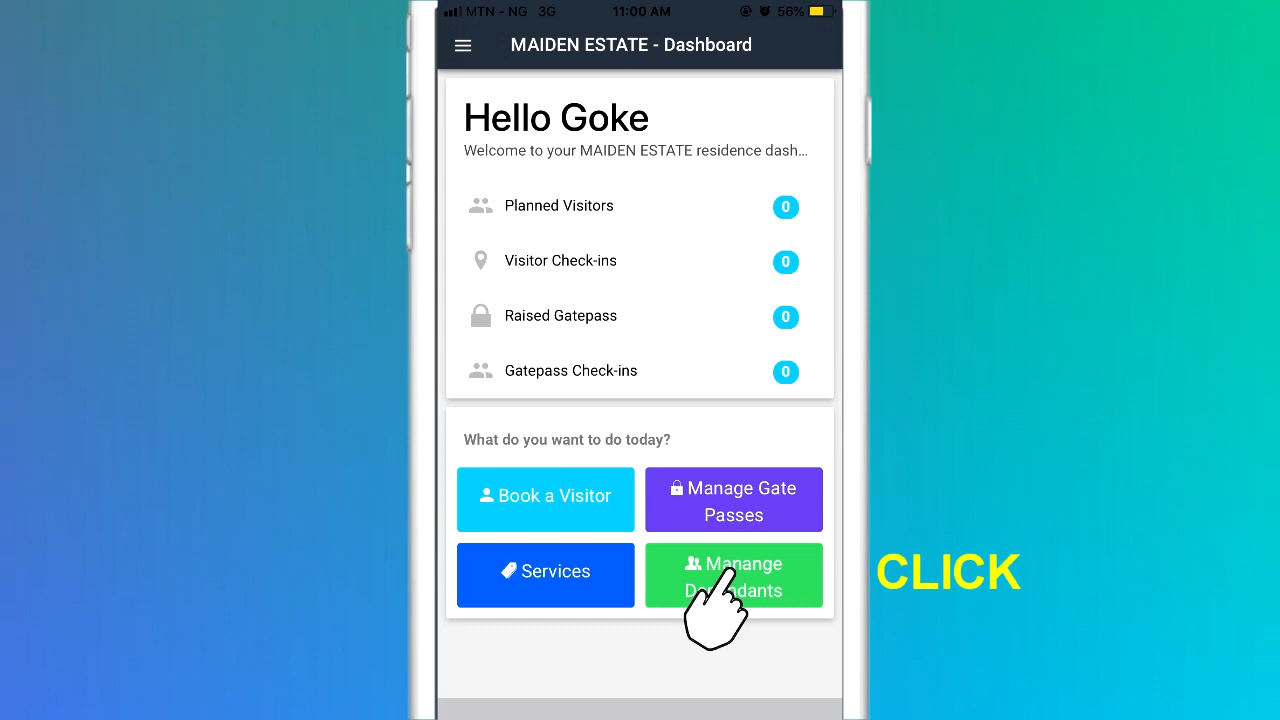 MTN - NG 3G 11:00 AM 56%
MAIDEN ESTATE - Dashboard
Hello Goke
Welcome to your MAIDEN ESTATE residence dash...
Planned Visitors 0
Visitor Check-ins 0
Raised Gatepass 0
Gatepass Check-ins 0
What do you want to do today?
Book a Visitor
Manage Gate
Passes
Services
Manange
CLICK